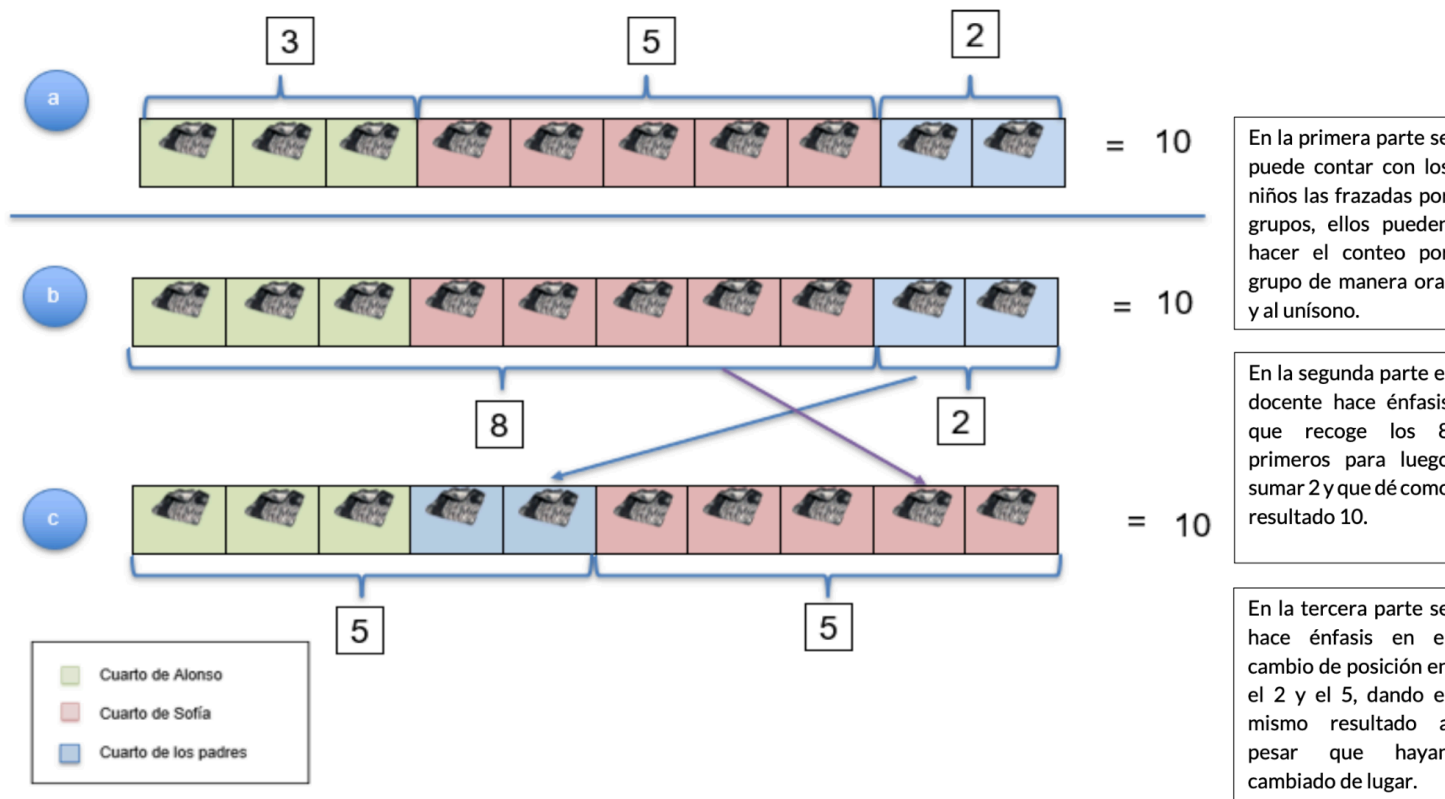 3
5
2
a
= 10
b
= 10
8
2
c
= 10
5
5
Cuarto de Alonso
Cuarto de Sofía
Cuarto de los padres
En la primera parte se
puede contar con los
niños las frazadas por
grupos, ellos pueden
hacer el conteo por
grupo de manera ora
y al unísono.
En la segunda parte e
docente hace énfasis
que recoge los 8
primeros para luego
sumar 2 y que dé como
resultado 10.
En la tercera parte se
hace énfasis en e
cambio de posición en
el 2 y el 5, dando e
mismo resultado a
pesar que hayan
cambiado de lugar.